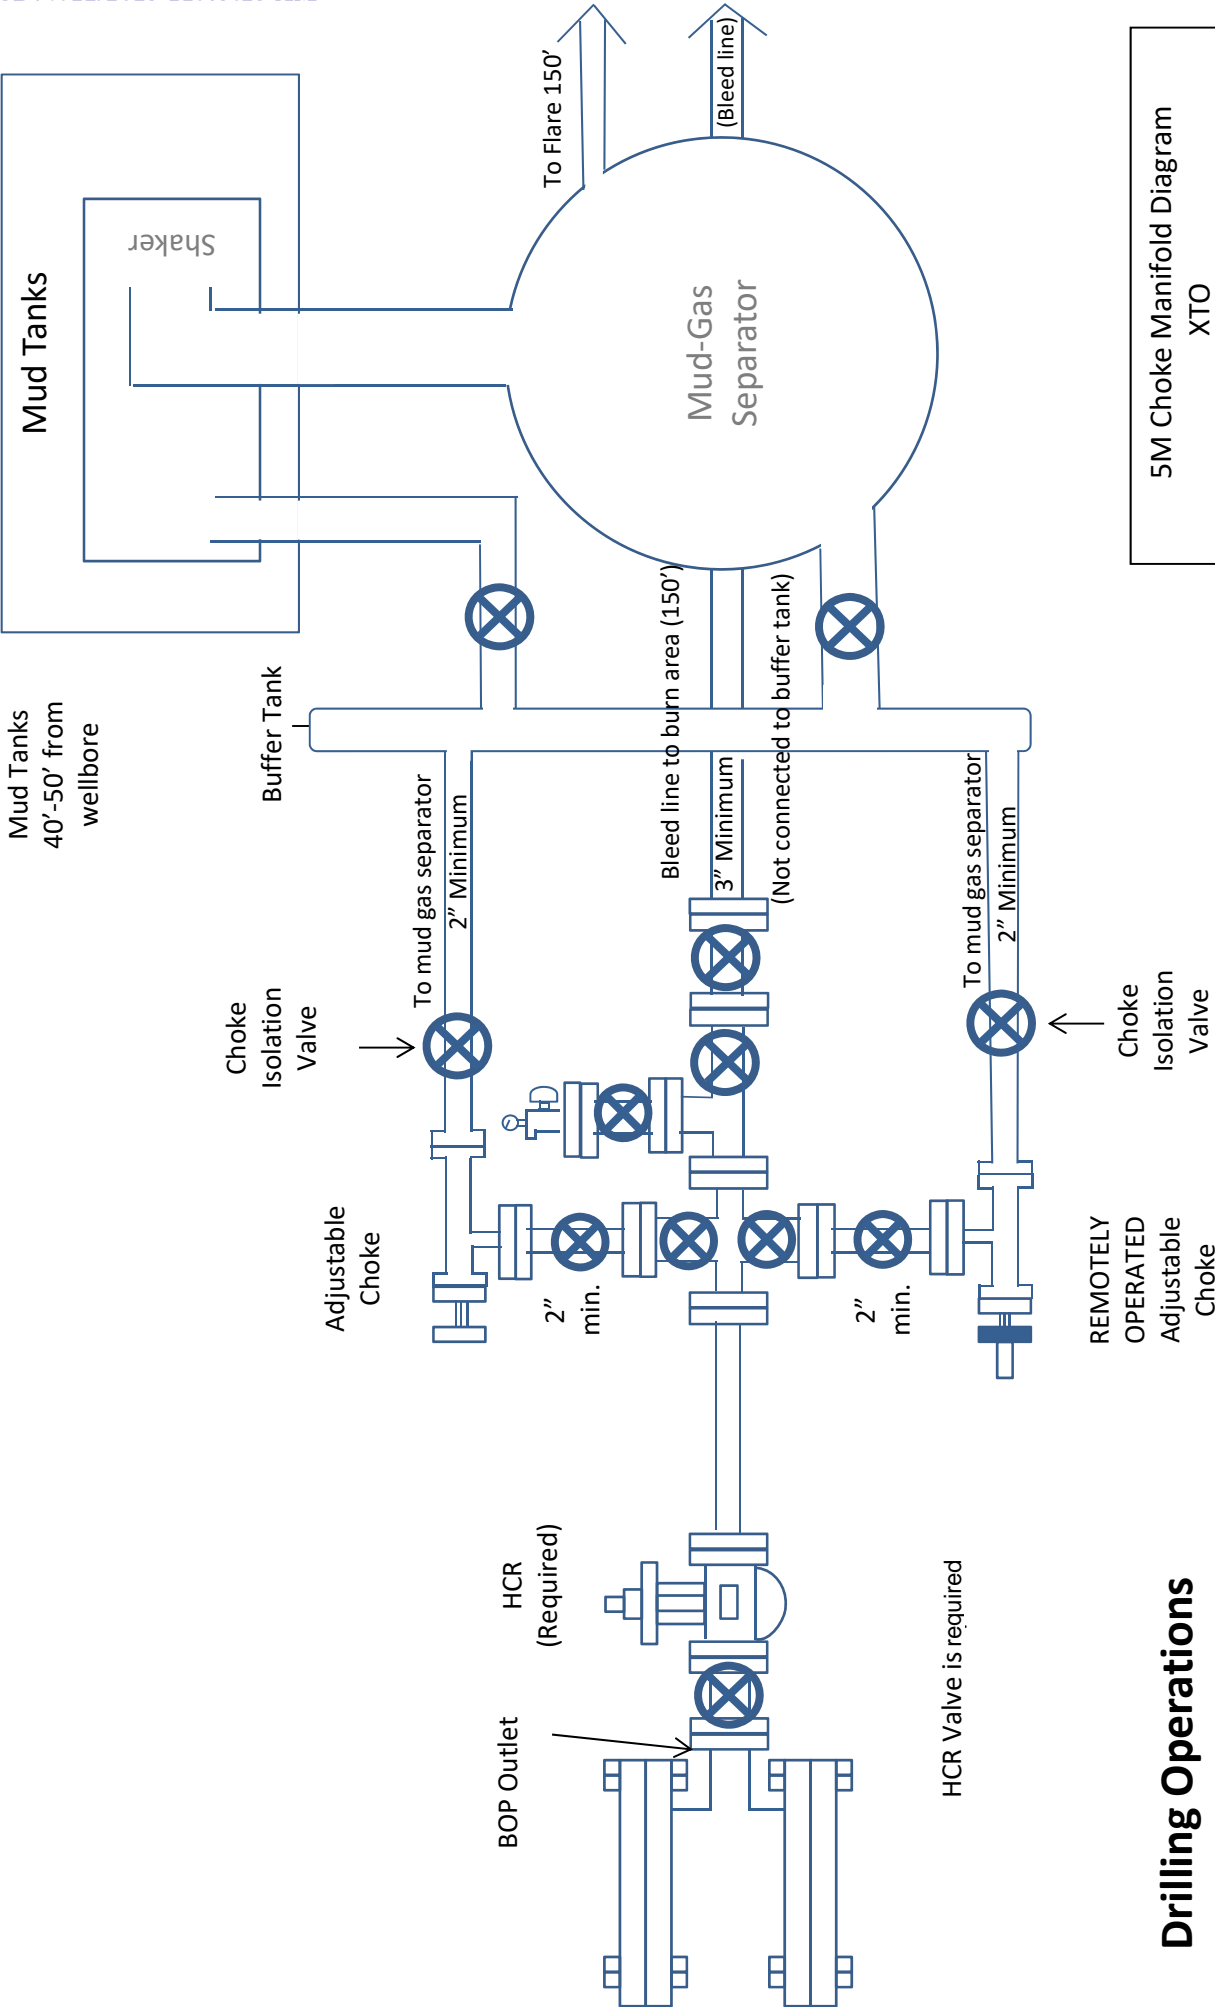 Mud Tanks
40’-50’ from
wellbore
Mud Tanks
Shaker
Choke
Isolation
Valve
Buffer Tank
Adjustable
Choke
To mud gas separator
2” Minimum
To Flare 150’
HCR
(Required)
BOP Outlet
2”
min.
Bleed line to burn area (150’)
3” Minimum
(Not connected to buffer tank)
(Bleed line)
Mud-Gas
Separator
2”
min.
To mud gas separator
2” Minimum
HCR Valve is required
REMOTELY
OPERATED
Adjustable
Choke
Choke
Isolation
Valve
Drilling Operations
5M Choke Manifold Diagram
XTO